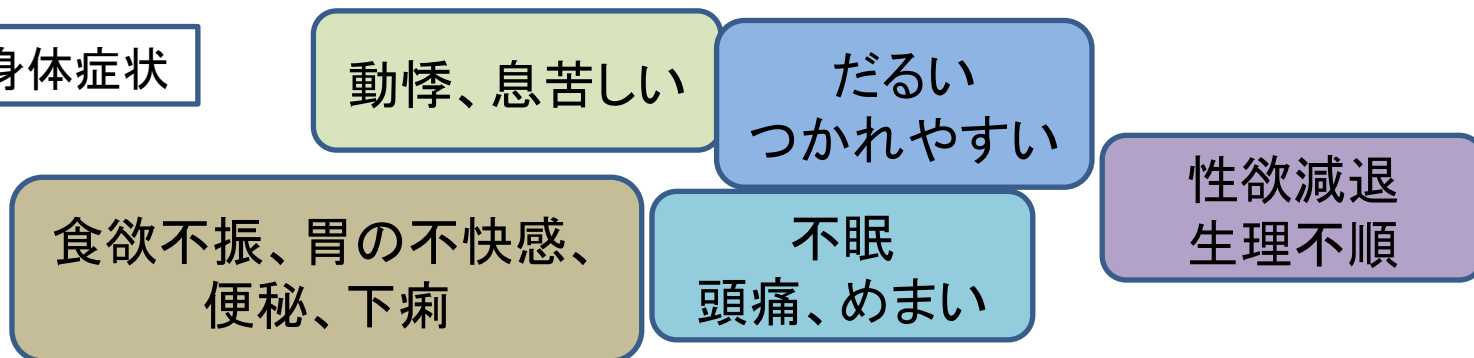 身体症状
動悸、息苦しい
だるい
つかれやすい
性欲減退
生理不順
食欲不振、胃の不快感、
便秘、下痢
不眠
頭痛、めまい